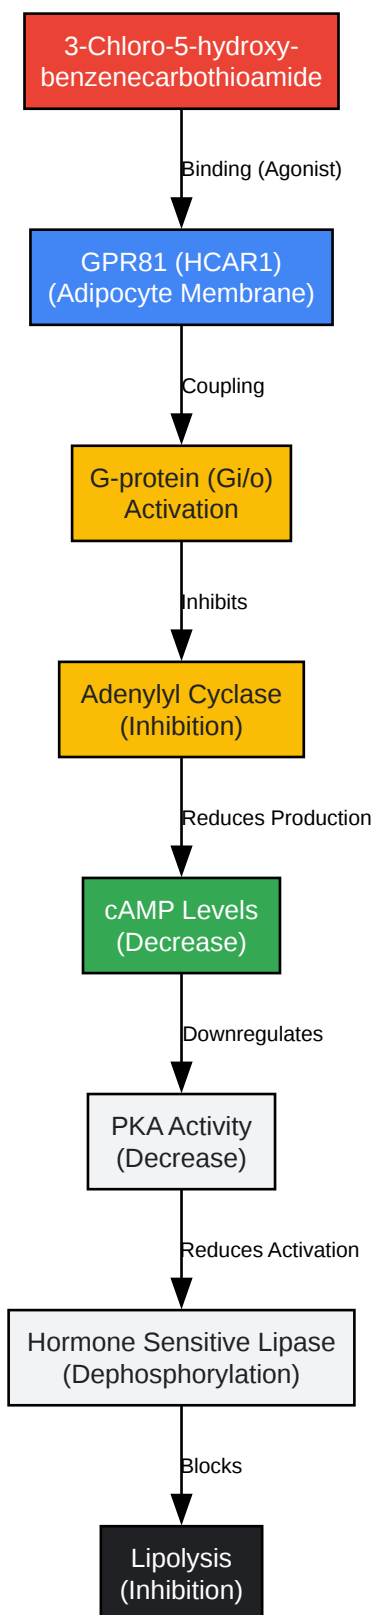 3-Chloro-5-hydroxy-
benzenecarbothioamide
Binding (Agonist)
GPR81 (HCAR1)
(Adipocyte Membrane)
Coupling
G-protein (Gi/o)
Activation
Inhibits
Adenylyl Cyclase
(Inhibition)
Reduces Production
cAMP Levels
(Decrease)
Downregulates
PKA Activity
(Decrease)
Reduces Activation
Hormone Sensitive Lipase
(Dephosphorylation)
Blocks
Lipolysis
(Inhibition)